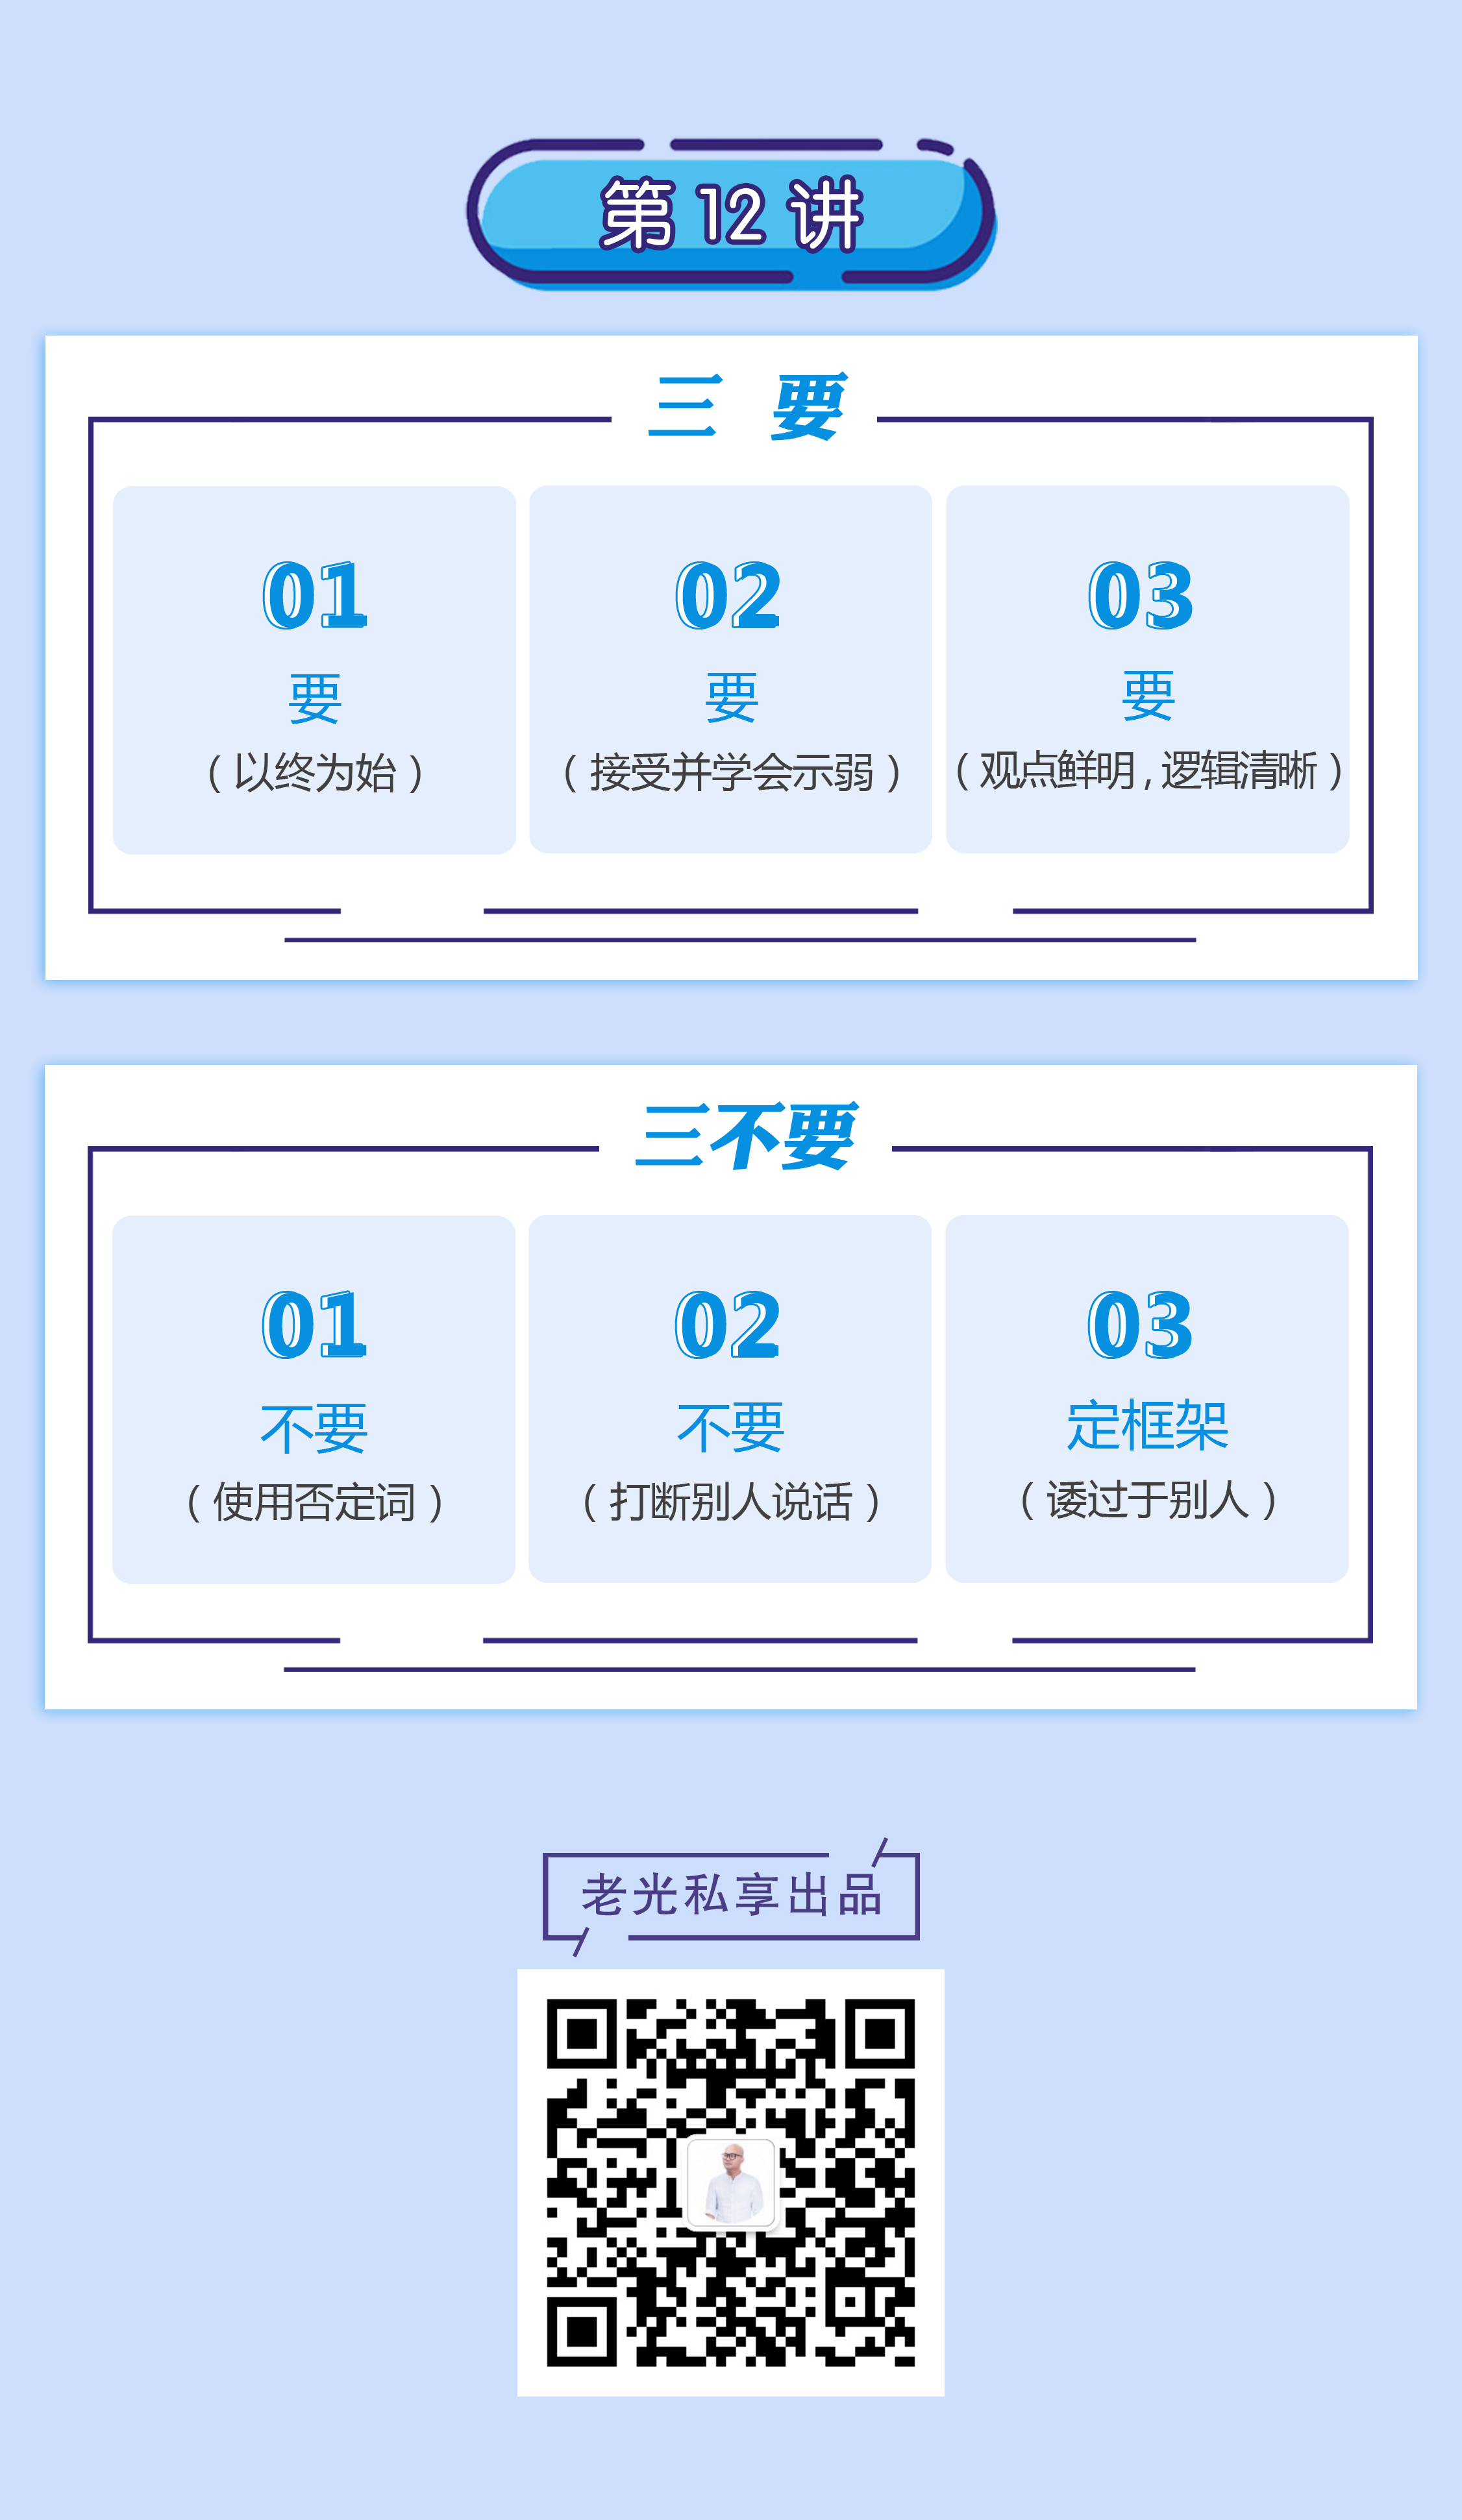 第 12 讲
三 要
01
要
（以终为始）
02
要
（接受并学会示弱）
03
要
（观点鲜明，逻辑清晰）
三不要
01
不要
（使用否定词）
02
不要
（打断别人说话）
03
定框架
（诿过于别人）
老光私享出品